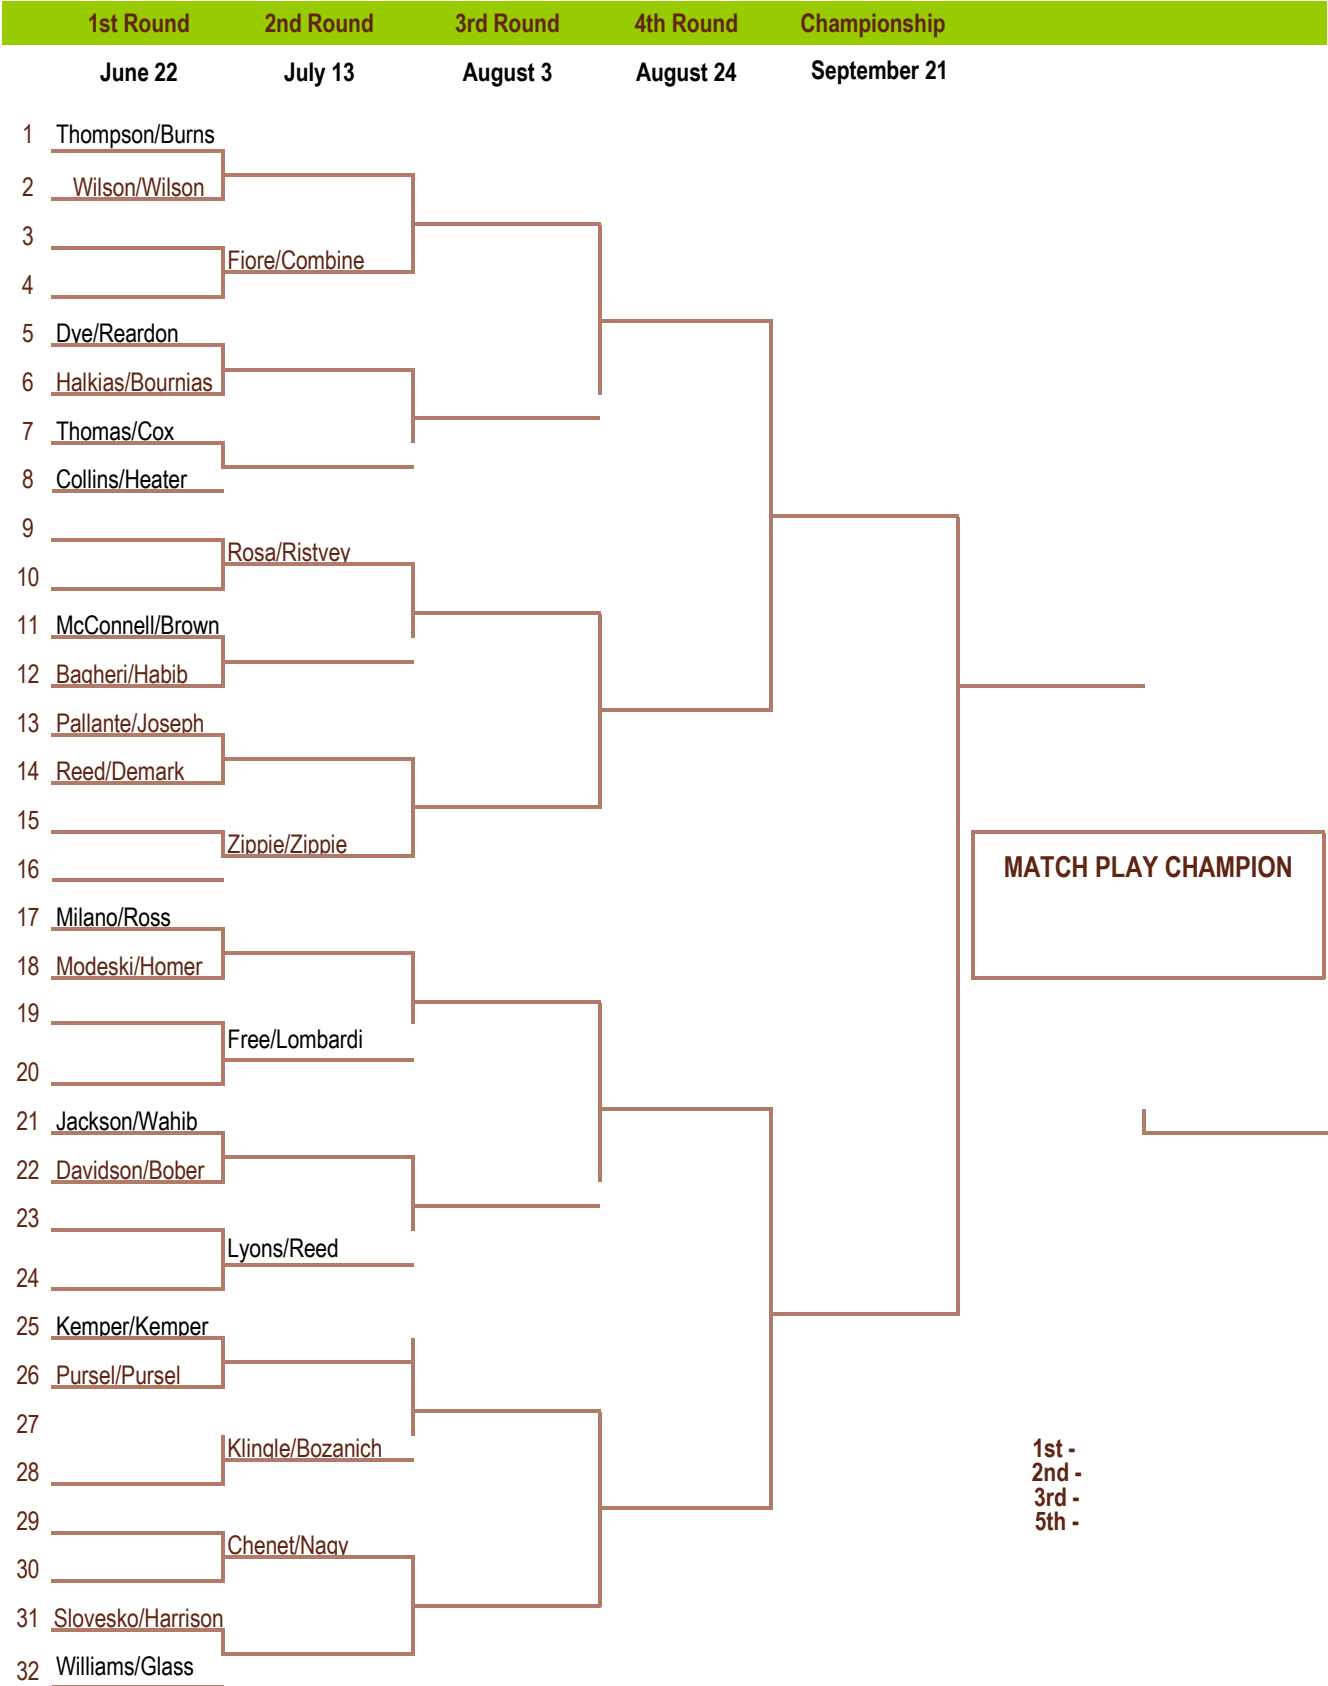 1st Round 2nd Round 3rd Round 4th Round Championship
June 22 July 13 August 3 August 24 September 21
1 Thompson/Burns
2 Wilson/Wilson
3
Fiore/Combine
4
5 Dye/Reardon
6 Halkias/Bournias
7 Thomas/Cox
8 Collins/Heater
9
Rosa/Ristvey
10
11 McConnell/Brown
12 Bagheri/Habib
13 Pallante/Joseph
14 Reed/Demark
15
Zippie/Zippie
16
MATCH PLAY CHAMPION
17 Milano/Ross
18 Modeski/Homer
19
Free/Lombardi
20
21 Jackson/Wahib
22 Davidson/Bober
23
Lyons/Reed
24
25 Kemper/Kemper
26 Pursel/Pursel
27
Klingle/Bozanich
28
1st -
2nd -
3rd -
5th -
29
Chenet/Nagy
30
31 Slovesko/Harrison
32 Williams/Glass